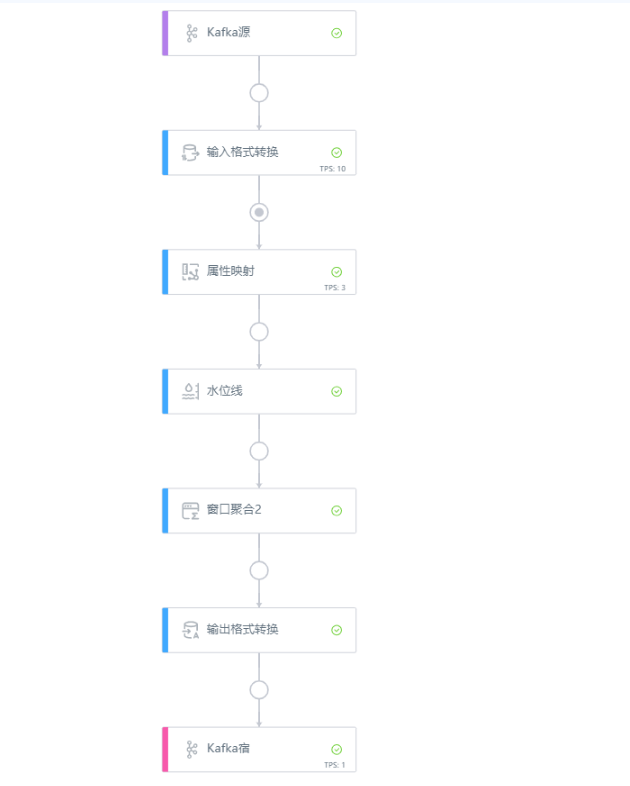 Kafka源
输入格式转换
TPS: 10
属性映射
TPS: 3
水位线
窗口聚合2
输出格式转换
Kafka宿
TPS: 1